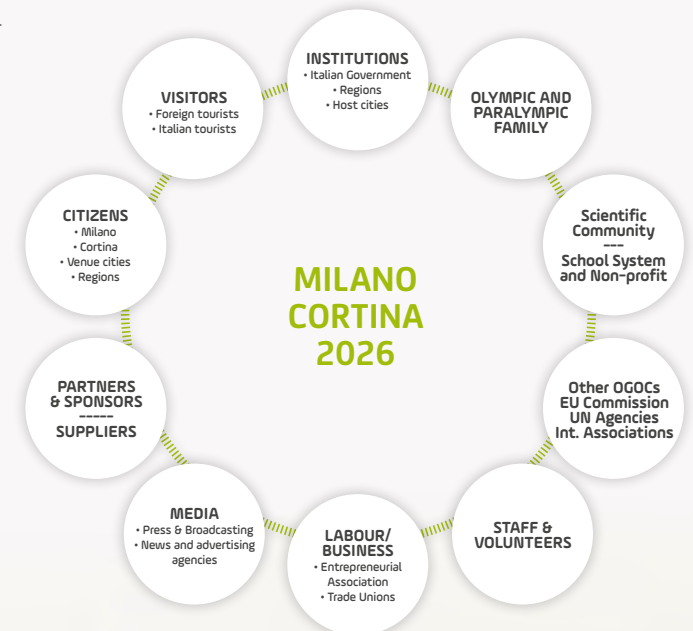 INSTITUTIONS
• Italian Government
• Regions
• Host cities
OLYMPIC AND
PARALYMPIC
FAMILY
Scientific
Community
---
School System
and Non-profit
Other OGOCs
EU Commission
UN Agencies
Int. Associations
STAFF &
VOLUNTEERS
LABOUR/
BUSINESS
• Entrepreneurial
Association
• Trade Unions
MEDIA
• Press & Broadcasting
• News and advertising
agencies
PARTNERS
& SPONSORS
-----
SUPPLIERS
CITIZENS
• Milano
• Cortina
• Venue cities
• Regions
VISITORS
• Foreign tourists
• Italian tourists
MILANO
CORTINA
2026